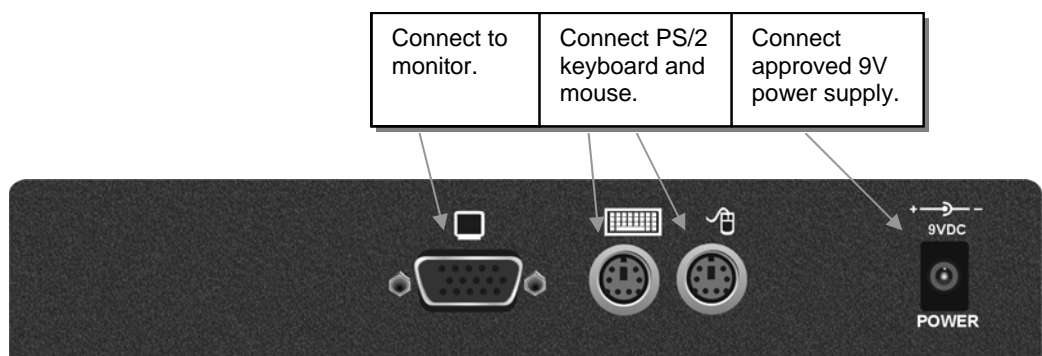 Connect to
monitor.
Connect PS/2
keyboard and
mouse.
Connect
approved 9V
power supply.
+ -
9VDC
POWER